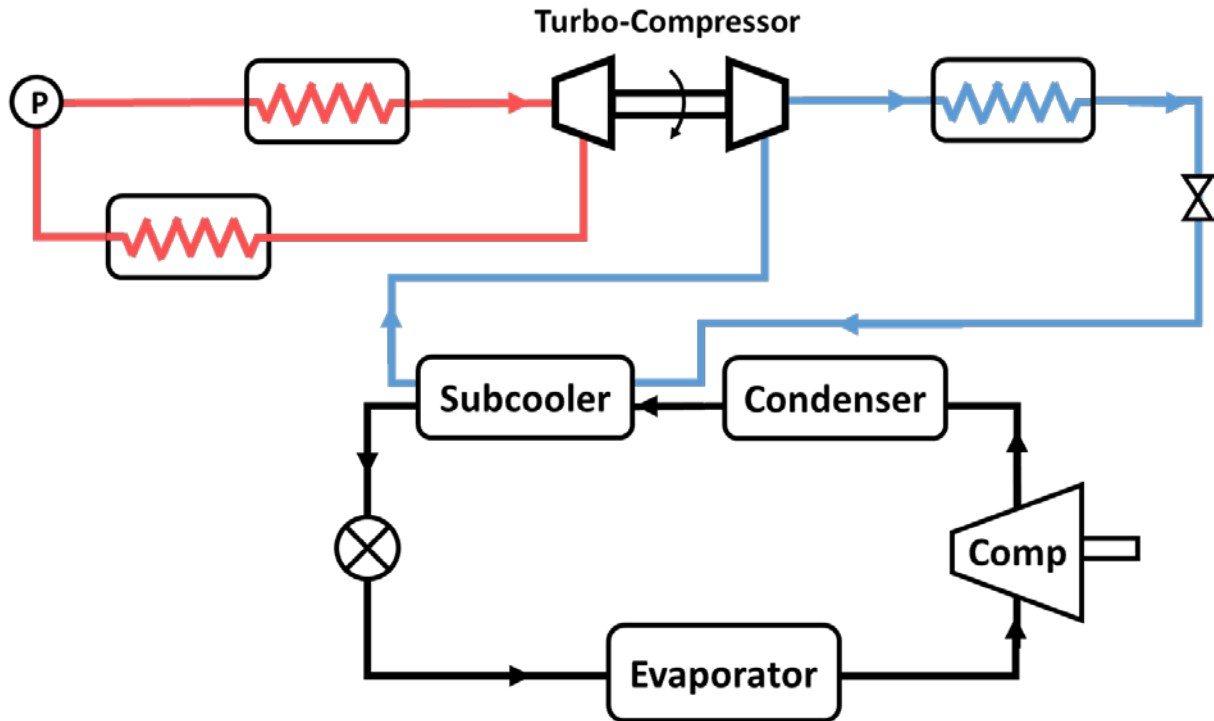 Turbo-Compressor
P
Subcooler
Condenser
Comp
Evaporator